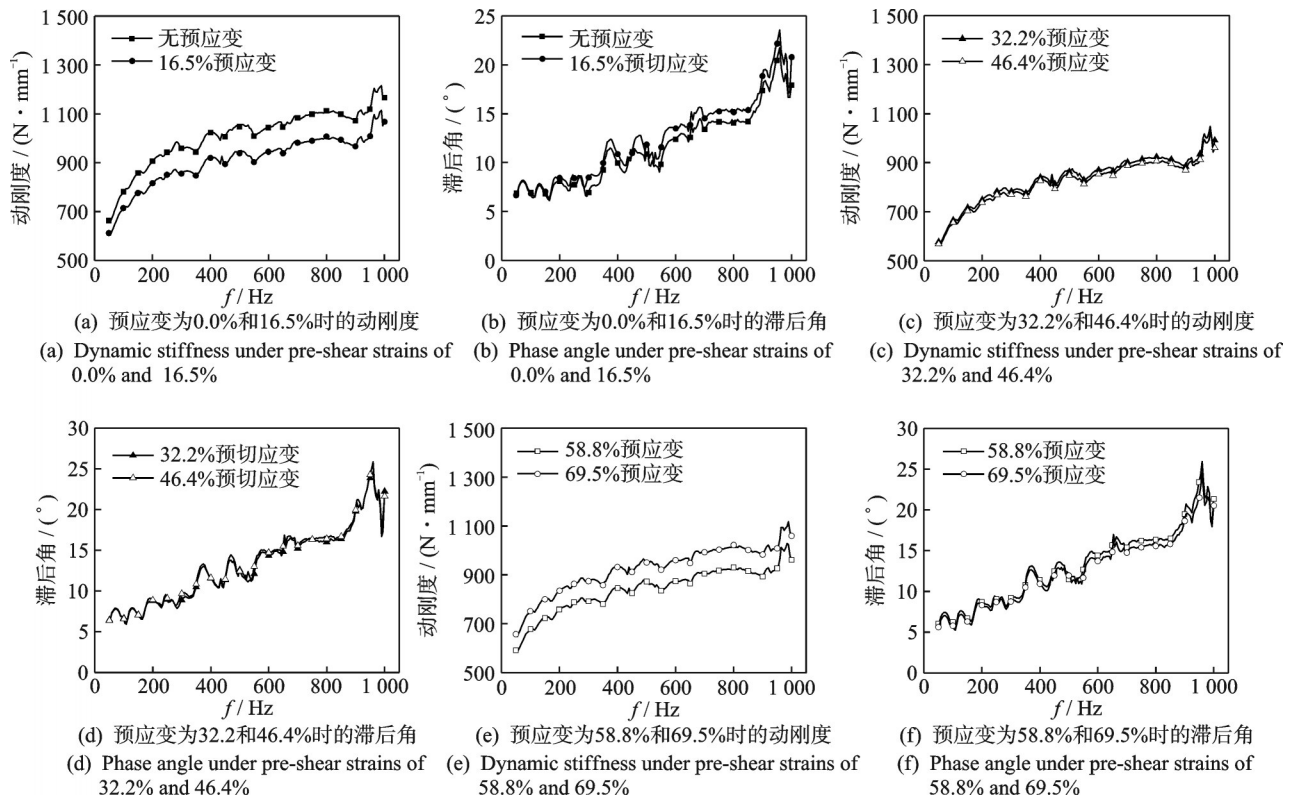 1 500
1 300
1 100
900
700
500
动刚度 / (N·mm⁻¹)
无预应变
16.5%预应变
0 200 400 600 800 1 000
f / Hz
(a) 预应变为0.0%和16.5%时的动刚度
(a) Dynamic stiffness under pre-shear strains of
0.0% and 16.5%
25
20
15
10
5
0
滞后角 / (°)
无预应变
16.5%预切应变
0 200 400 600 800 1 000
f / Hz
(b) 预应变为0.0%和16.5%时的滞后角
(b) Phase angle under pre-shear strains of
0.0% and 16.5%
1 500
1 300
1 100
900
700
500
动刚度 / (N·mm⁻¹)
32.2%预应变
46.4%预应变
0 200 400 600 800 1 000
f / Hz
(c) 预应变为32.2%和46.4%时的动刚度
(c) Dynamic stiffness under pre-shear strains of
32.2% and 46.4%
30
25
20
15
10
5
0
滞后角 / (°)
32.2%预切应变
46.4%预切应变
0 200 400 600 800 1 000
f / Hz
(d) 预应变为32.2和46.4%时的滞后角
(d) Phase angle under pre-shear strains of
32.2% and 46.4%
1 500
1 300
1 100
900
700
500
动刚度 / (N·mm⁻¹)
58.8%预应变
69.5%预应变
0 200 400 600 800 1 000
f / Hz
(e) 预应变为58.8%和69.5%时的动刚度
(e) Dynamic stiffness under pre-shear strains of
58.8% and 69.5%
30
25
20
15
10
5
0
滞后角 / (°)
58.8%预应变
69.5%预应变
0 200 400 600 800 1 000
f / Hz
(f) 预应变为58.8%和69.5%时的滞后角
(f) Phase angle under pre-shear strains of
58.8% and 69.5%